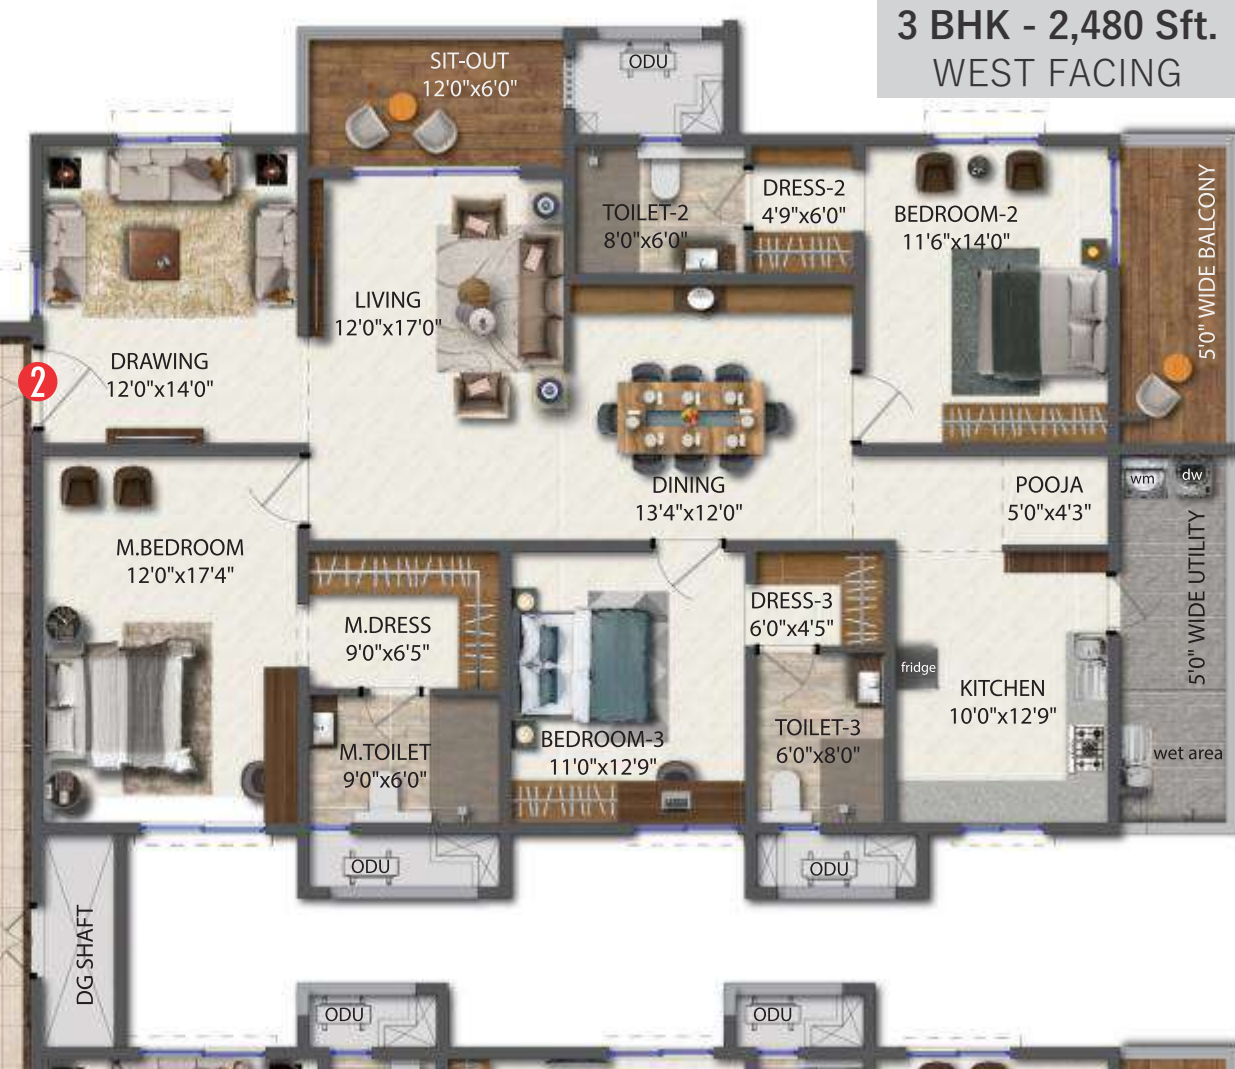 3 BHK - 2,480 Sft.
WEST FACING
SIT-OUT
12'0"x6'0"
ODU
DRESS-2
4'9"x6'0"
TOILET-2
8'0"x6'0"
BEDROOM-2
11'6"x14'0"
5'0" WIDE BALCONY
LIVING
12'0"x17'0"
DRAWING
12'0"x14'0"
2
DINING
13'4"x12'0"
POOJA
5'0"x4'3"
wm
dw
M.BEDROOM
12'0"x17'4"
5'0" WIDE UTILITY
M.DRESS
9'0"x6'5"
DRESS-3
6'0"x4'5"
fridge
KITCHEN
10'0"x12'9"
M.TOILET
9'0"x6'0"
BEDROOM-3
11'0"x12'9"
TOILET-3
6'0"x8'0"
wet area
ODU
ODU
DG SHAFT
ODU
ODU